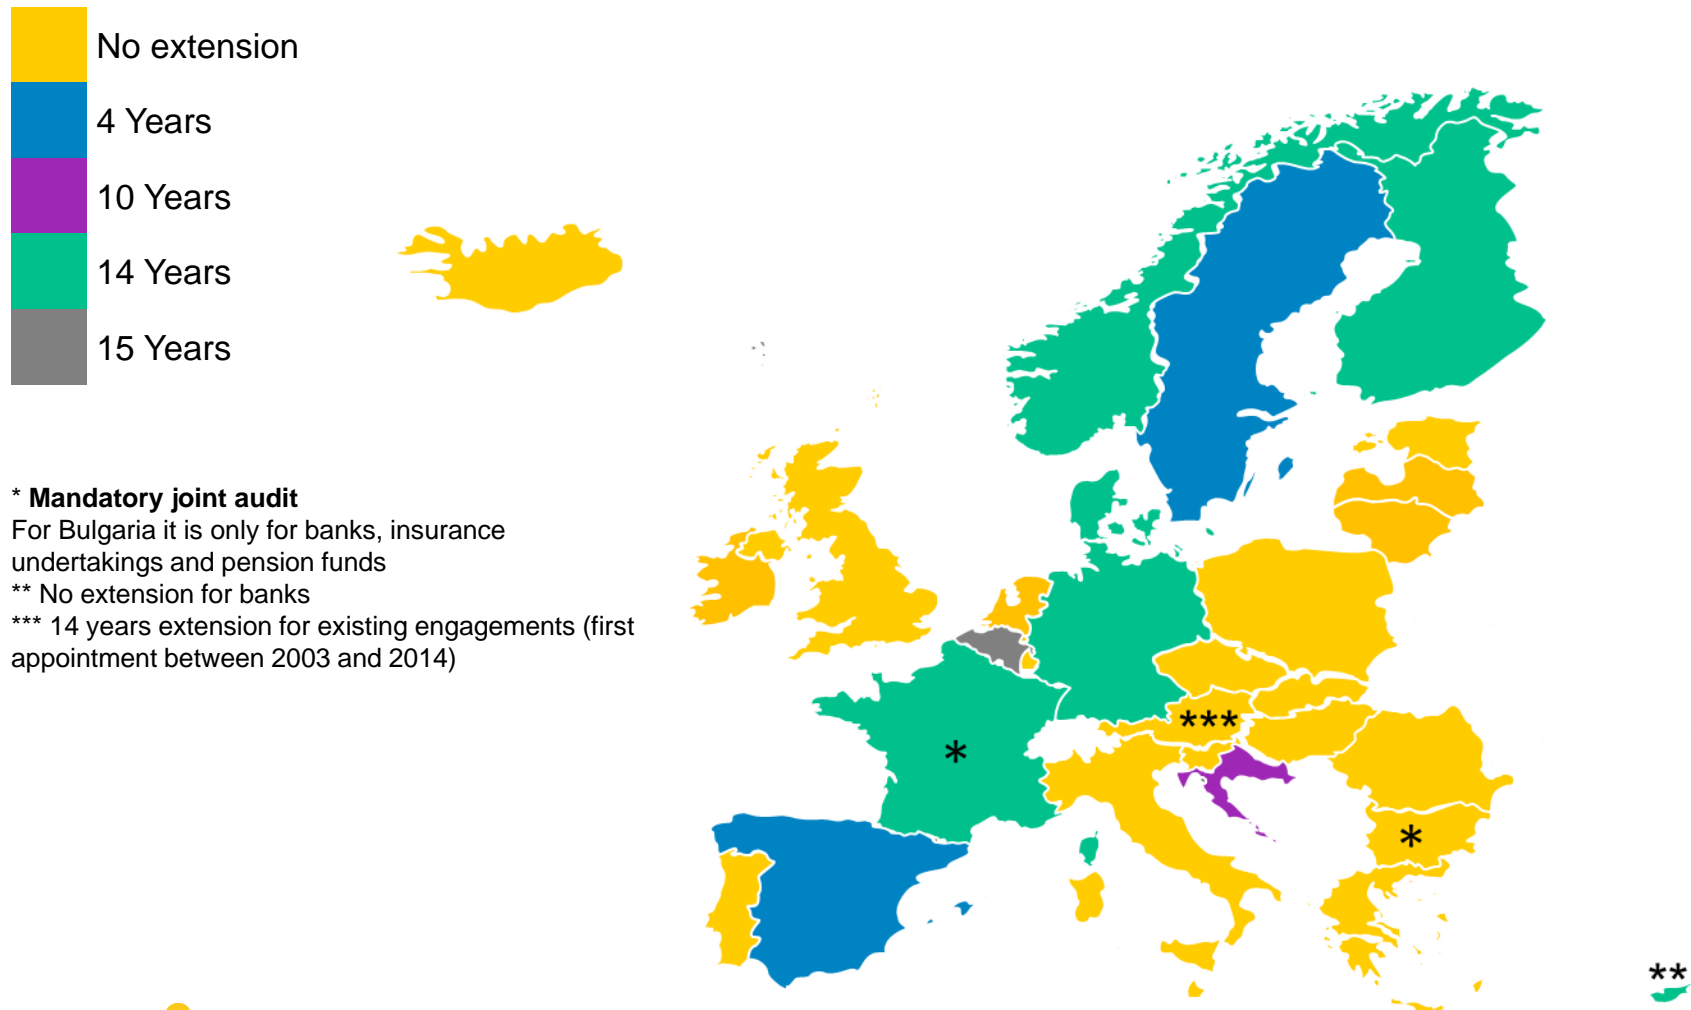 No extension
4 Years
10 Years
14 Years
15 Years
* Mandatory joint audit
For Bulgaria it is only for banks, insurance
undertakings and pension funds
** No extension for banks
*** 14 years extension for existing engagements (first
appointment between 2003 and 2014)
***
*
*
**